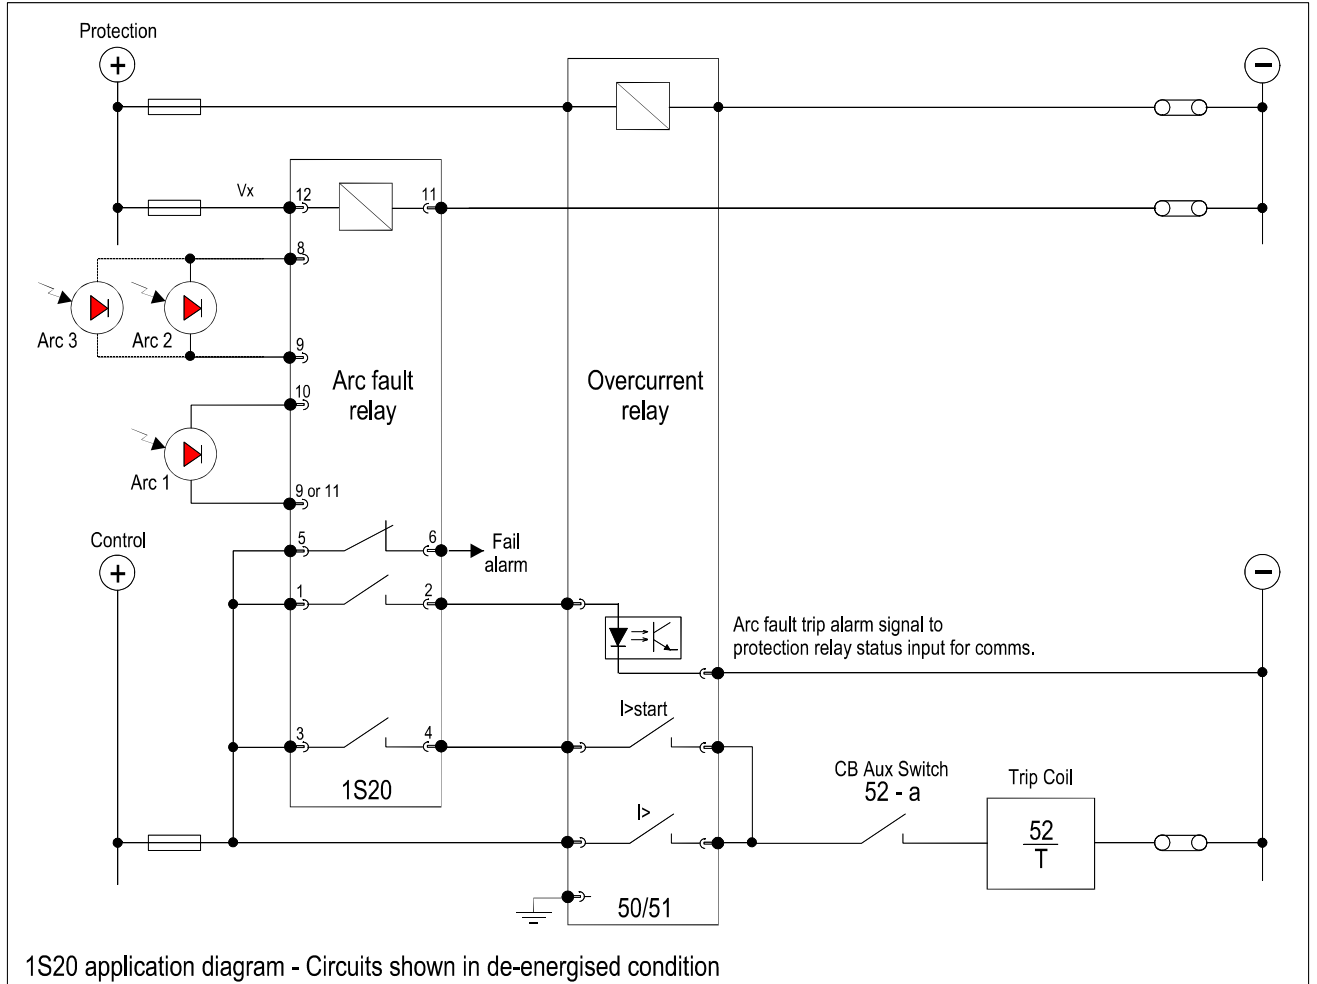 Protection
+
−
Vx
12
11
8
Arc 3
Arc 2
9
Arc fault
relay
Overcurrent
relay
10
Arc 1
9 or 11
Control
+
−
5
6
Fail
alarm
1
2
Arc fault trip alarm signal to
protection relay status input for comms.
3
4
I>start
1S20
CB Aux Switch
52 - a
Trip Coil
52
T
I>
50/51
1S20 application diagram - Circuits shown in de-energised condition